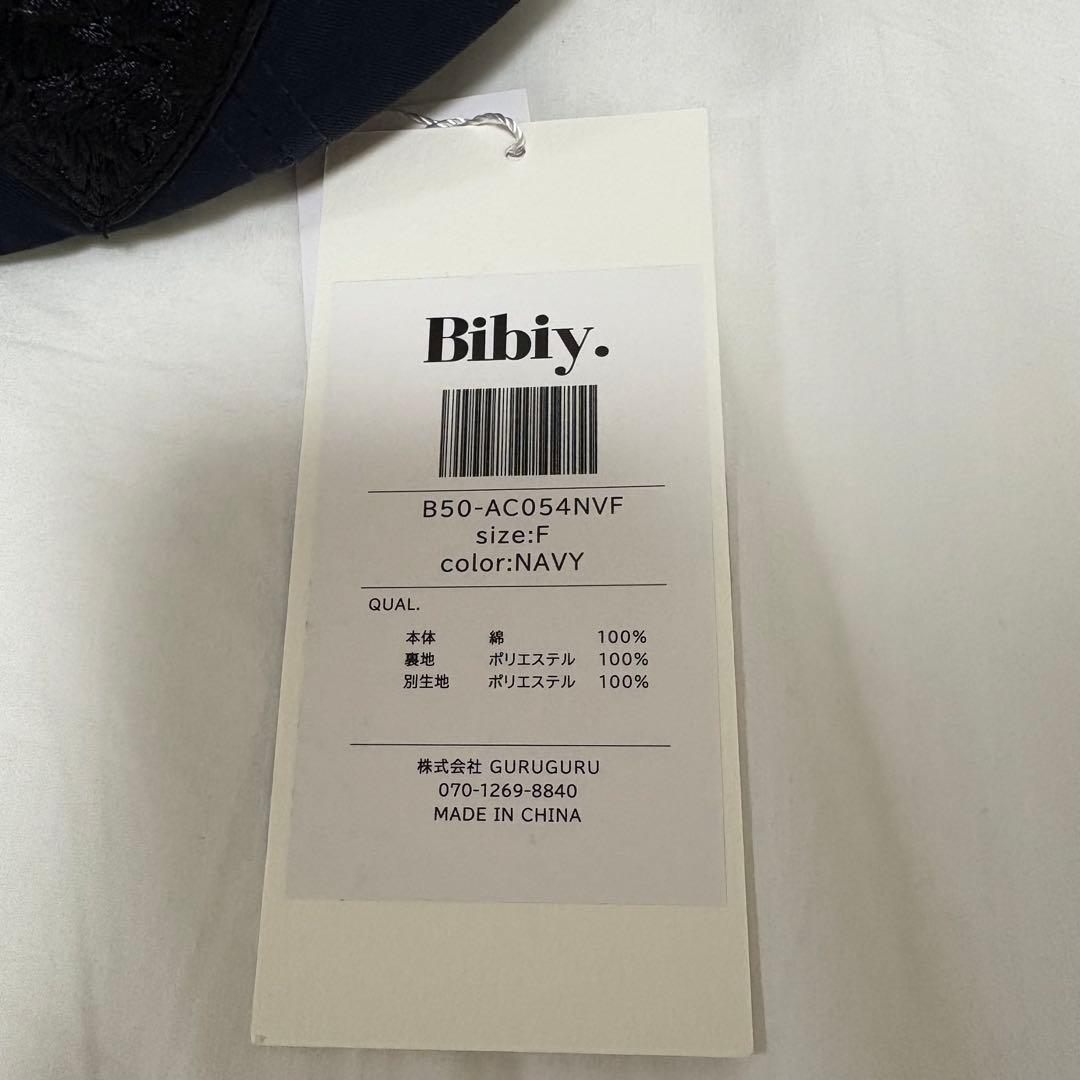 Bibiy.
B50-AC054NVF
size:F
color:NAVY
QUAL.
本体 綿 100%
裏地 ポリエステル 100%
別生地 ポリエステル 100%
株式会社 GURUGURU
070-1269-8840
MADE IN CHINA